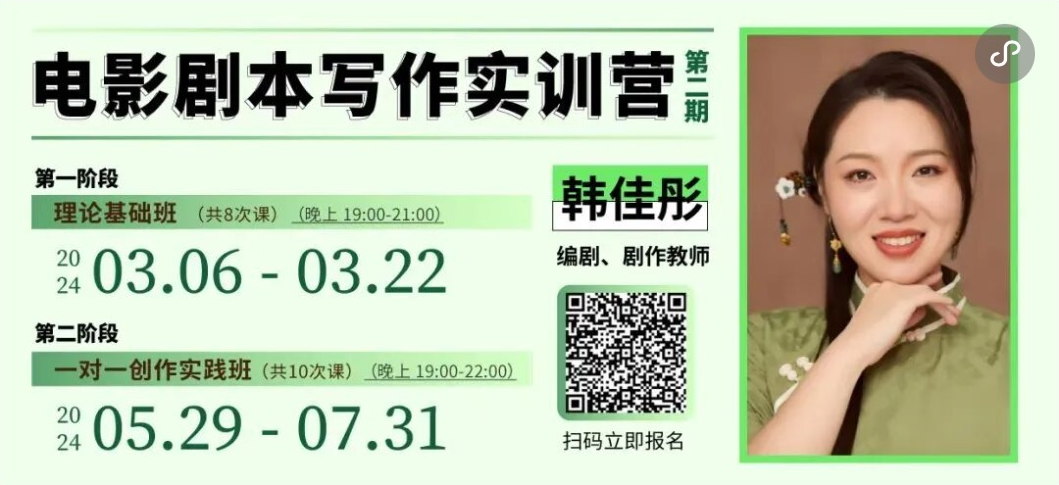 电影剧本写作实训营
第二期
第一阶段
理论基础班 （共8次课）（晚上 19:00-21:00）
2024 03.06 - 03.22
第二阶段
一对一创作实践班（共10次课）（晚上 19:00-22:00）
2024 05.29 - 07.31
韩佳彤
编剧、剧作教师
扫码立即报名